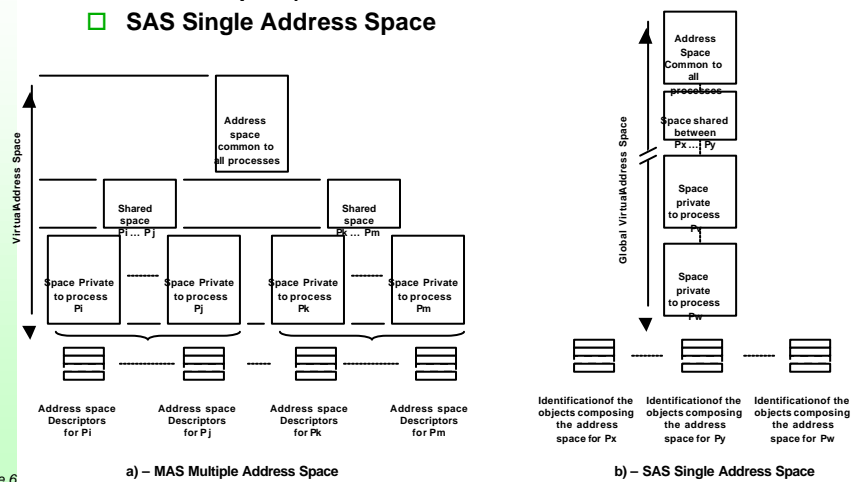 SAS Single Address Space
Virtual Address Space
Address
space
common to
all processes
Shared
space
Pi ... Pj
Shared
space
Pk ... Pm
Space Private
to process
Pi
Space Private
to process
Pj
Space Private
to process
Pk
Space Private
to process
Pm
Address space
Descriptors
for Pi
Address space
Descriptors
for Pj
Address space
Descriptors
for Pk
Address space
Descriptors
for Pm
a) – MAS Multiple Address Space
Global Virtual Address Space
Address
Space
Common to
all
processes
Space shared
between
Px ... Py
Space
private
to process
Space
private
to process
Pw
Identificationof the
objects composing
the address
space for Px
Identificationof the
objects composing
the address
space for Py
Identificationof the
objects composing
the address
space for Pw
b) – SAS Single Address Space